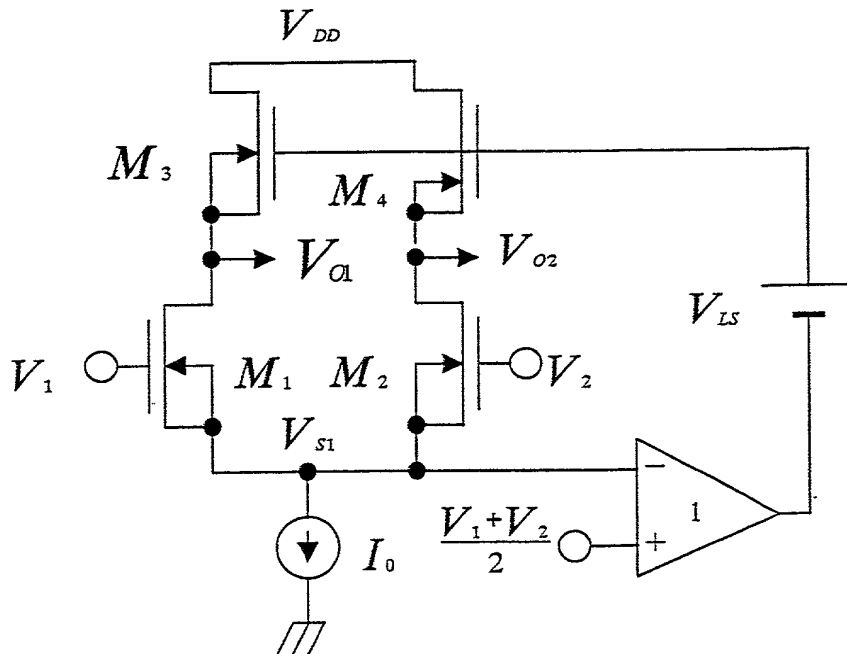 V_DD
M_3
M_4
V_O1
V_O2
V_LS
V_1
M_1
M_2
V_2
V_S1
−
1
V_1+V_2
2
+
I_0